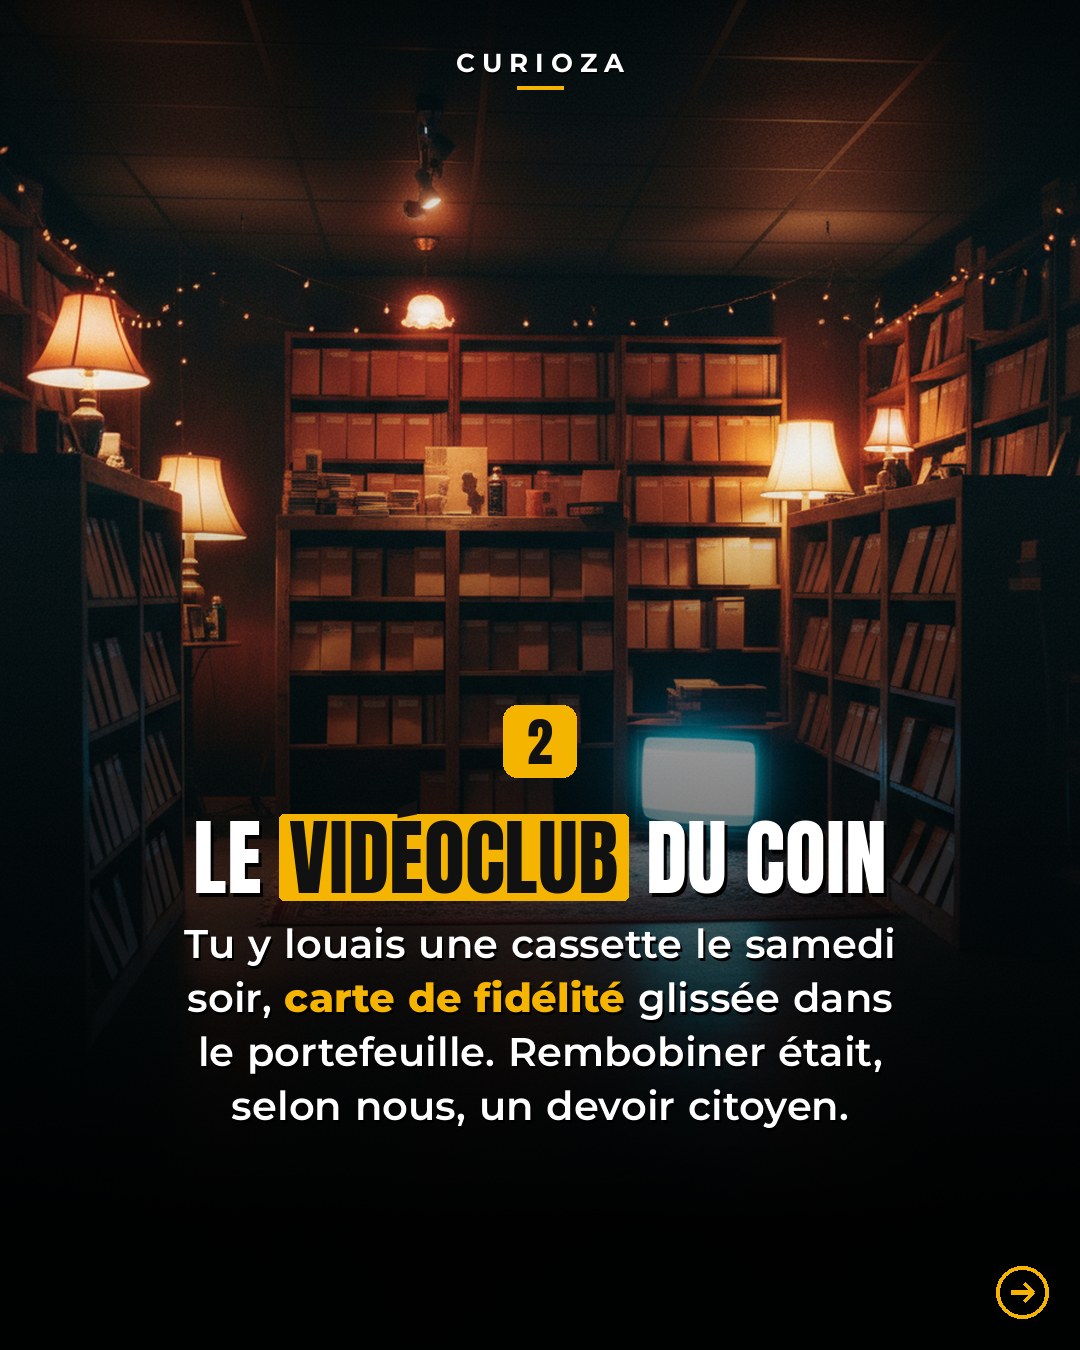 CURIOZA
2
LE VIDÉOCLUB DU COIN
Tu y louais une cassette le samedi
soir, carte de fidélité glissée dans
le portefeuille. Rembobiner était,
selon nous, un devoir citoyen.